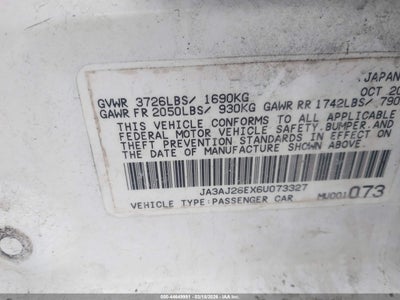 JAPAN
OCT 20
GVWR 3726LBS/ 1690KG
GAWR FR 2050LBS/ 930KG GAWR RR 1742LBS/ 790
THIS VEHICLE CONFORMS TO ALL APPLICABLE
FEDERAL MOTOR VEHICLE SAFETY, BUMPER, AND
THEFT PREVENTION STANDARDS IN EFFECT ON
THE DATE OF MANUFACTURE SHOWN ABOVE.
JA3AJ26EX6U073327
VEHICLE TYPE: PASSENGER CAR
MU001073